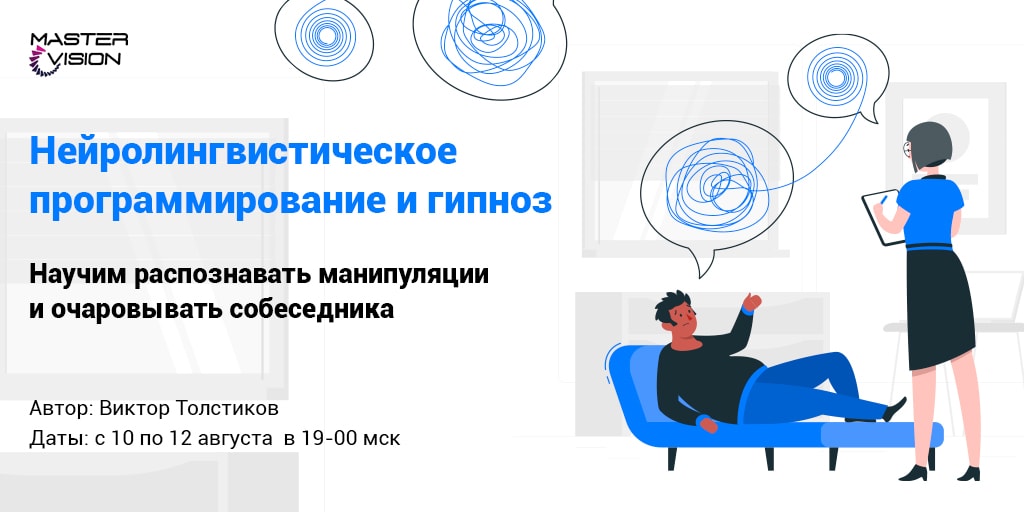 MASTER
VISION
Нейролингвистическое
программирование и гипноз
Научим распознавать манипуляции
и очаровывать собеседника
Автор: Виктор Толстиков
Даты: с 10 по 12 августа в 19-00 мск